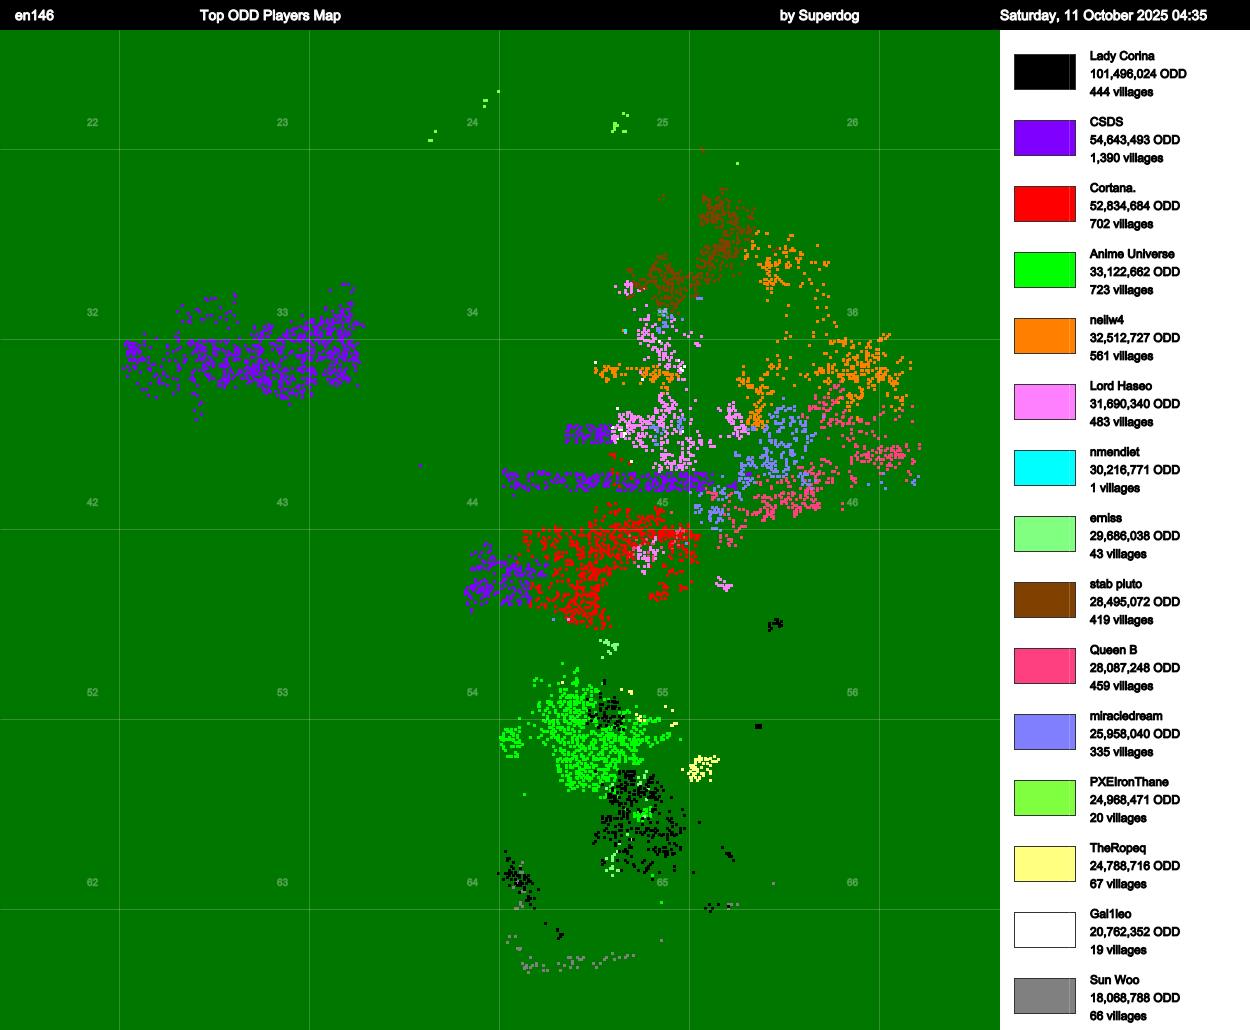 en146 Top ODD Players Map by Superdog Saturday, 11 October 2025 04:35
Lady Corina
101,496,024 ODD
444 villages
CSDS
54,643,493 ODD
1,390 villages
Cortana.
52,834,684 ODD
702 villages
Anime Universe
33,122,662 ODD
723 villages
neilw4
32,512,727 ODD
561 villages
Lord Haseo
31,690,340 ODD
483 villages
nmendiet
30,216,771 ODD
1 villages
erniss
29,686,038 ODD
43 villages
stab pluto
28,495,072 ODD
419 villages
Queen B
28,087,248 ODD
459 villages
miracledream
25,958,040 ODD
335 villages
PXEIronThane
24,968,471 ODD
20 villages
TheRopeq
24,788,716 ODD
67 villages
Gal1leo
20,762,352 ODD
19 villages
Sun Woo
18,068,788 ODD
66 villages
22 23 24 25 26
32 33 34 36
42 43 44 45 46
52 53 54 55 56
62 63 64 65 66